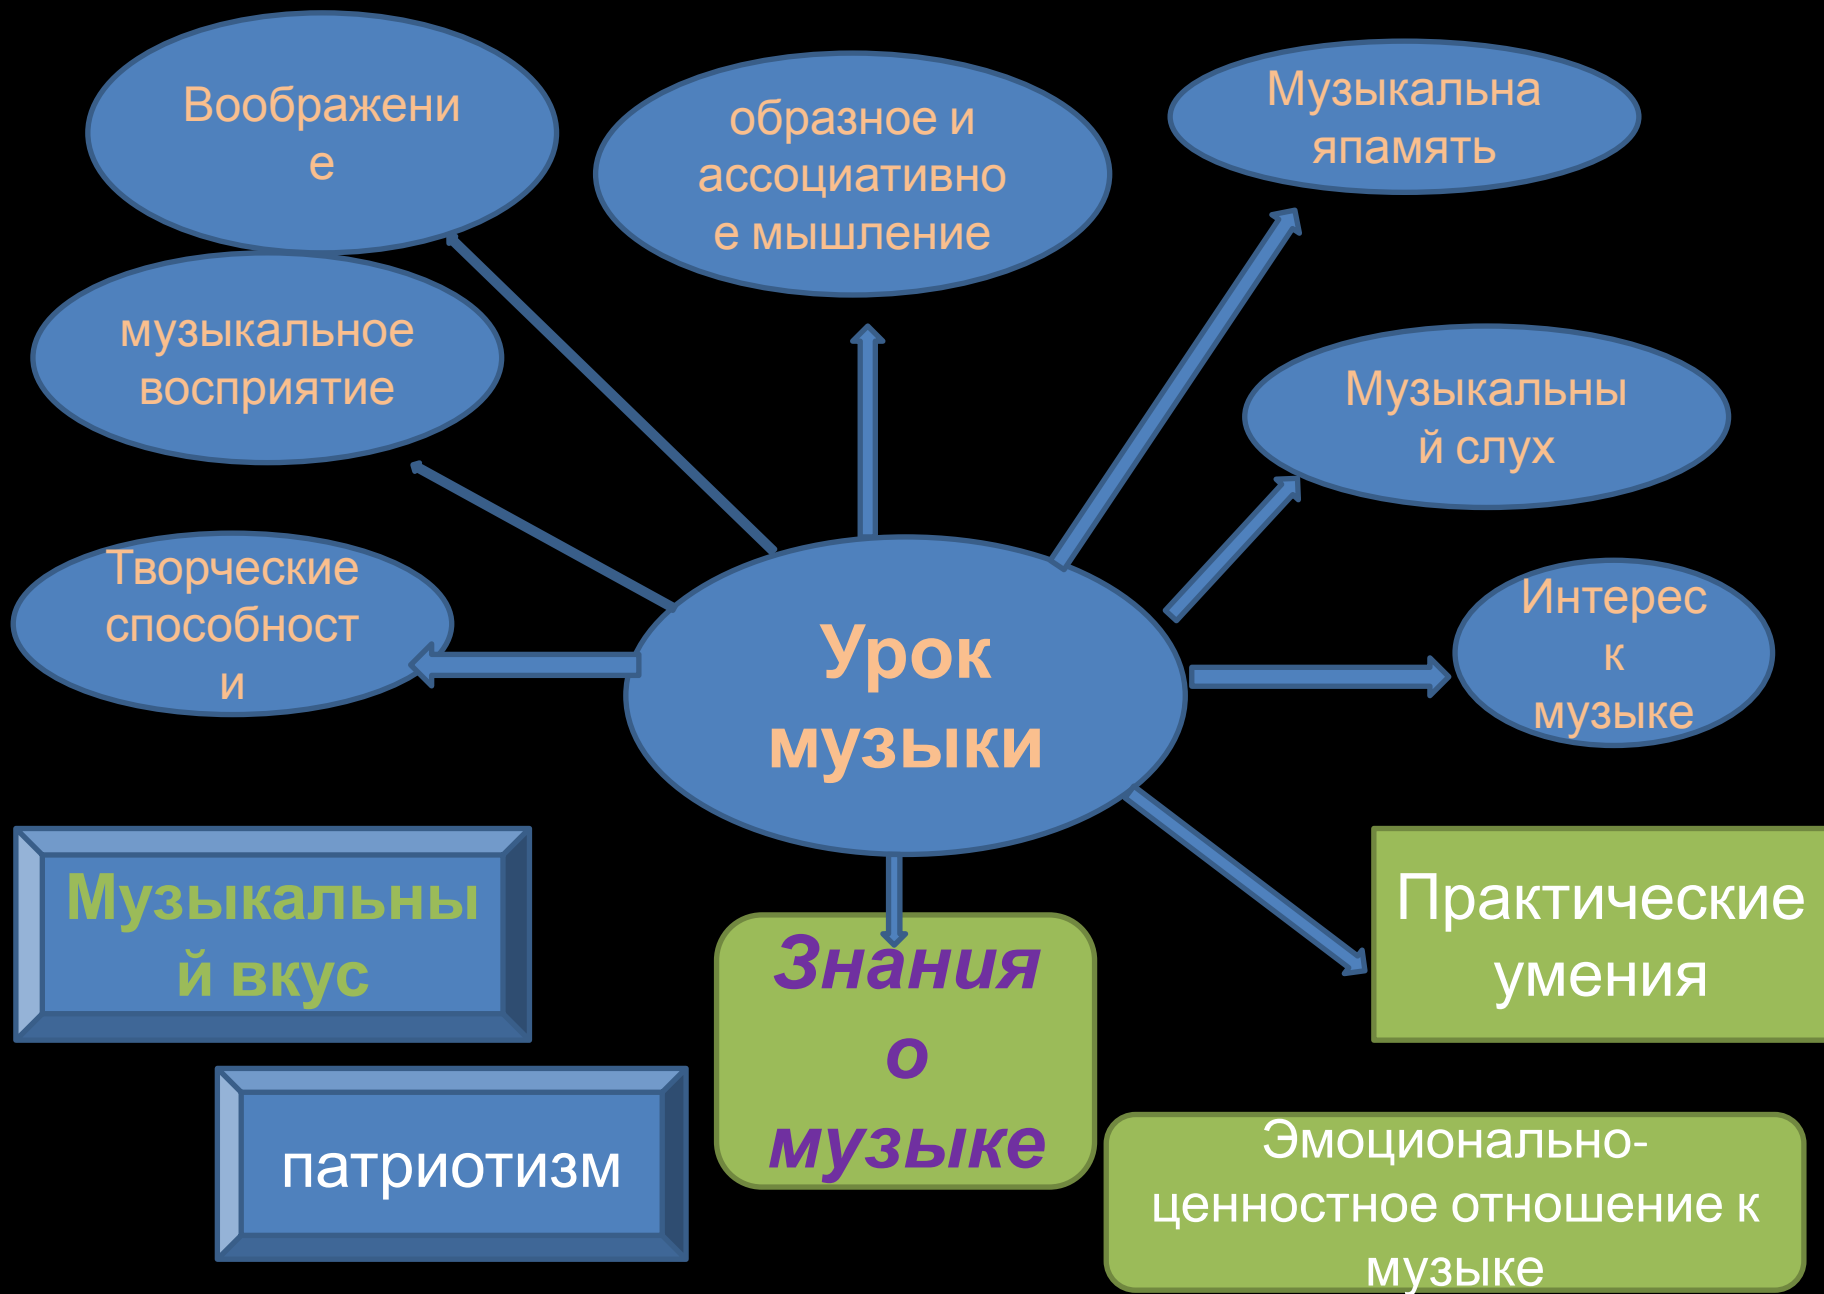 Воображени
е
образное и
ассоциативно
е мышление
Музыкальна
япамять
музыкальное
восприятие
Музыкальны
й слух
Творческие
способност
и
Интерес
к
музыке
Урок
музыки
Музыкальны
й вкус
Знания
о
музыке
Практические
умения
патриотизм
Эмоционально-
ценностное отношение к
музыке